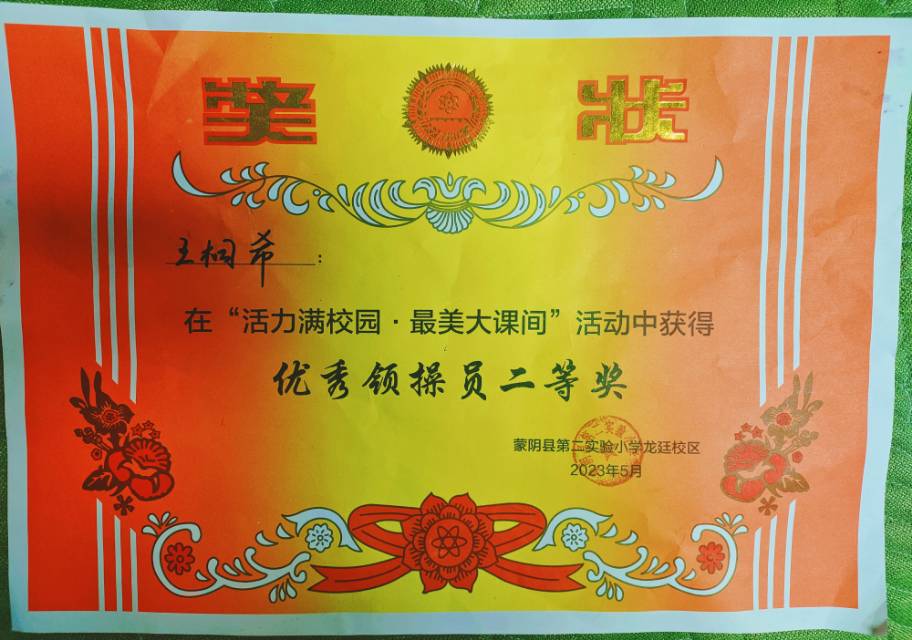 奖状
王桐希：
在“活力满校园·最美大课间”活动中获得
优秀领操员二等奖
蒙阴县第二实验小学龙廷校区
2023年5月